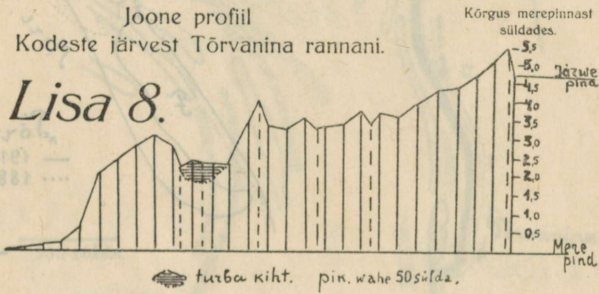 Joone profiil
Kodeste järvest Tõrvanina rannani.
Kõrgus merepinnast
süldades.
Lisa 8.
5,5
5,0
4,5
4,0
3,5
3,0
2,5
2,0
1,5
1,0
0,5
Järwe
pind
Mere
pind
turba kiht. pik. wahe 50 sülda.